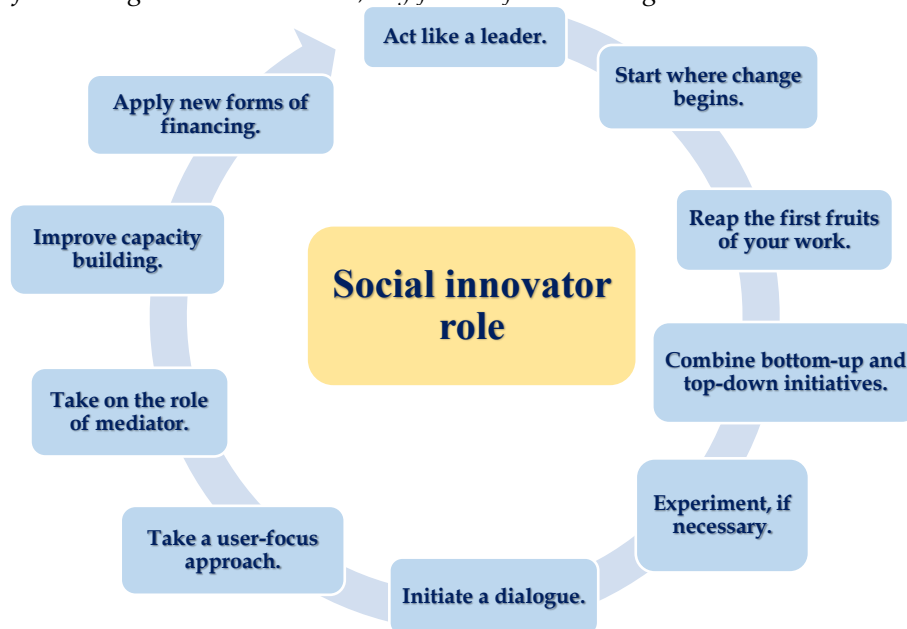 Act like a leader.
Start where change
begins.
Reap the first fruits
of your work.
Combine bottom-up and
top-down initiatives.
Experiment, if
necessary.
Initiate a dialogue.
Take a user-focus
approach.
Take on the role
of mediator.
Improve capacity
building.
Apply new forms of
financing.
Social innovator
role